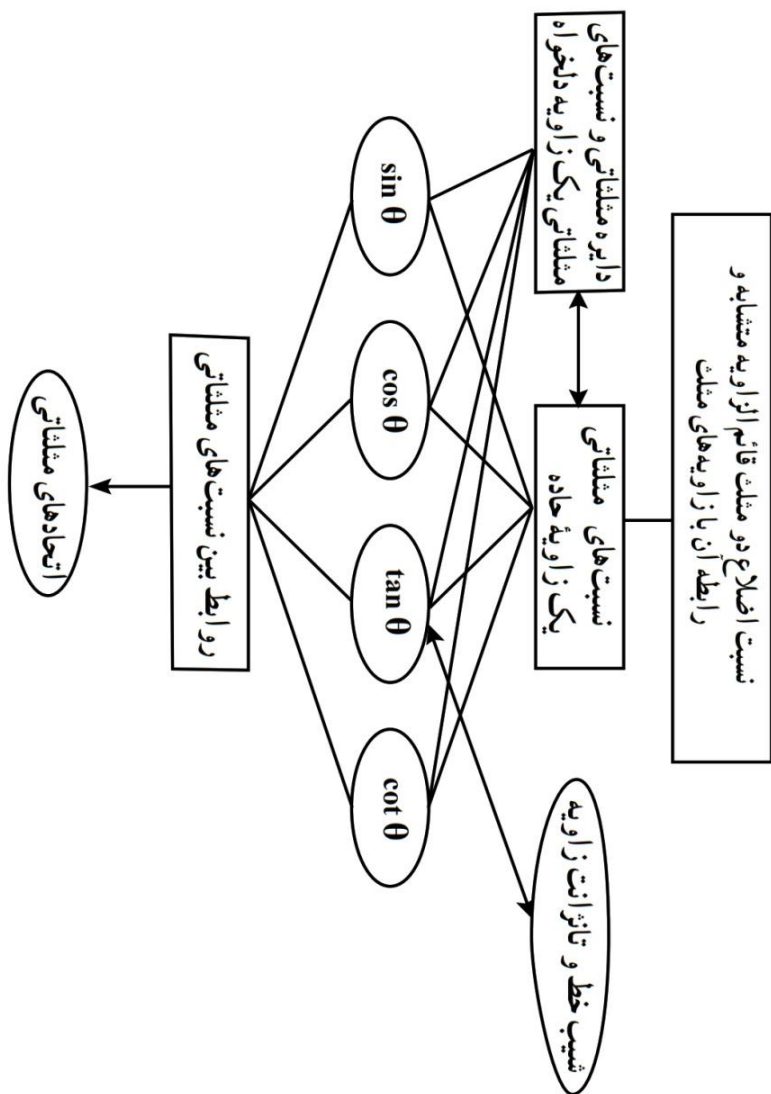 نسبت اضلاع دو مثلث قائم الزاویه متشابه و
رابطه آن با زاویه‌های مثلث
دایره مثلثاتی و نسبت‌های
مثلثاتی یک زاویه دلخواه
نسبت‌های مثلثاتی
یک زاویهٔ حاده
شیب خط و تانژانت زاویه
sin θ
cos θ
tan θ
cot θ
روابط بین نسبت‌های مثلثاتی
اتحادهای مثلثاتی